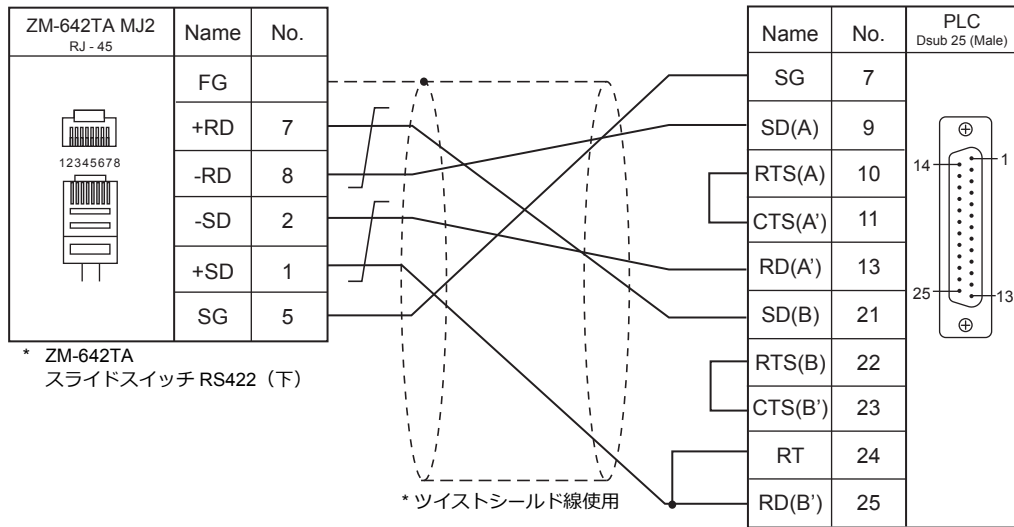 ZM-642TA MJ2
RJ - 45
Name No.
FG
+RD 7
-RD 8
-SD 2
+SD 1
SG 5
12345678
* ZM-642TA
スライドスイッチ RS422（下）
* ツイストシールド線使用
Name No.
PLC
Dsub 25 (Male)
SG 7
SD(A) 9
RTS(A) 10
CTS(A') 11
RD(A') 13
SD(B) 21
RTS(B) 22
CTS(B') 23
RT 24
RD(B') 25
14 1
25 13